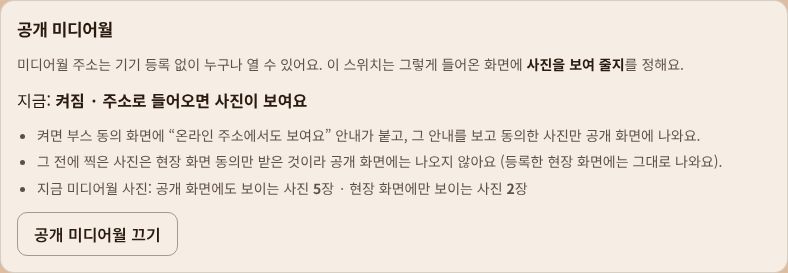 공개 미디어월
미디어월 주소는 기기 등록 없이 누구나 열 수 있어요. 이 스위치는 그렇게 들어온 화면에 사진을 보여 줄지를 정해요.
지금: 켜짐 · 주소로 들어오면 사진이 보여요
• 켜면 부스 동의 화면에 “온라인 주소에서도 보여요” 안내가 붙고, 그 안내를 보고 동의한 사진만 공개 화면에 나와요.
• 그 전에 찍은 사진은 현장 화면 동의만 받은 것이라 공개 화면에는 나오지 않아요 (등록한 현장 화면에는 그대로 나와요).
• 지금 미디어월 사진: 공개 화면에도 보이는 사진 5장 · 현장 화면에만 보이는 사진 2장
공개 미디어월 끄기